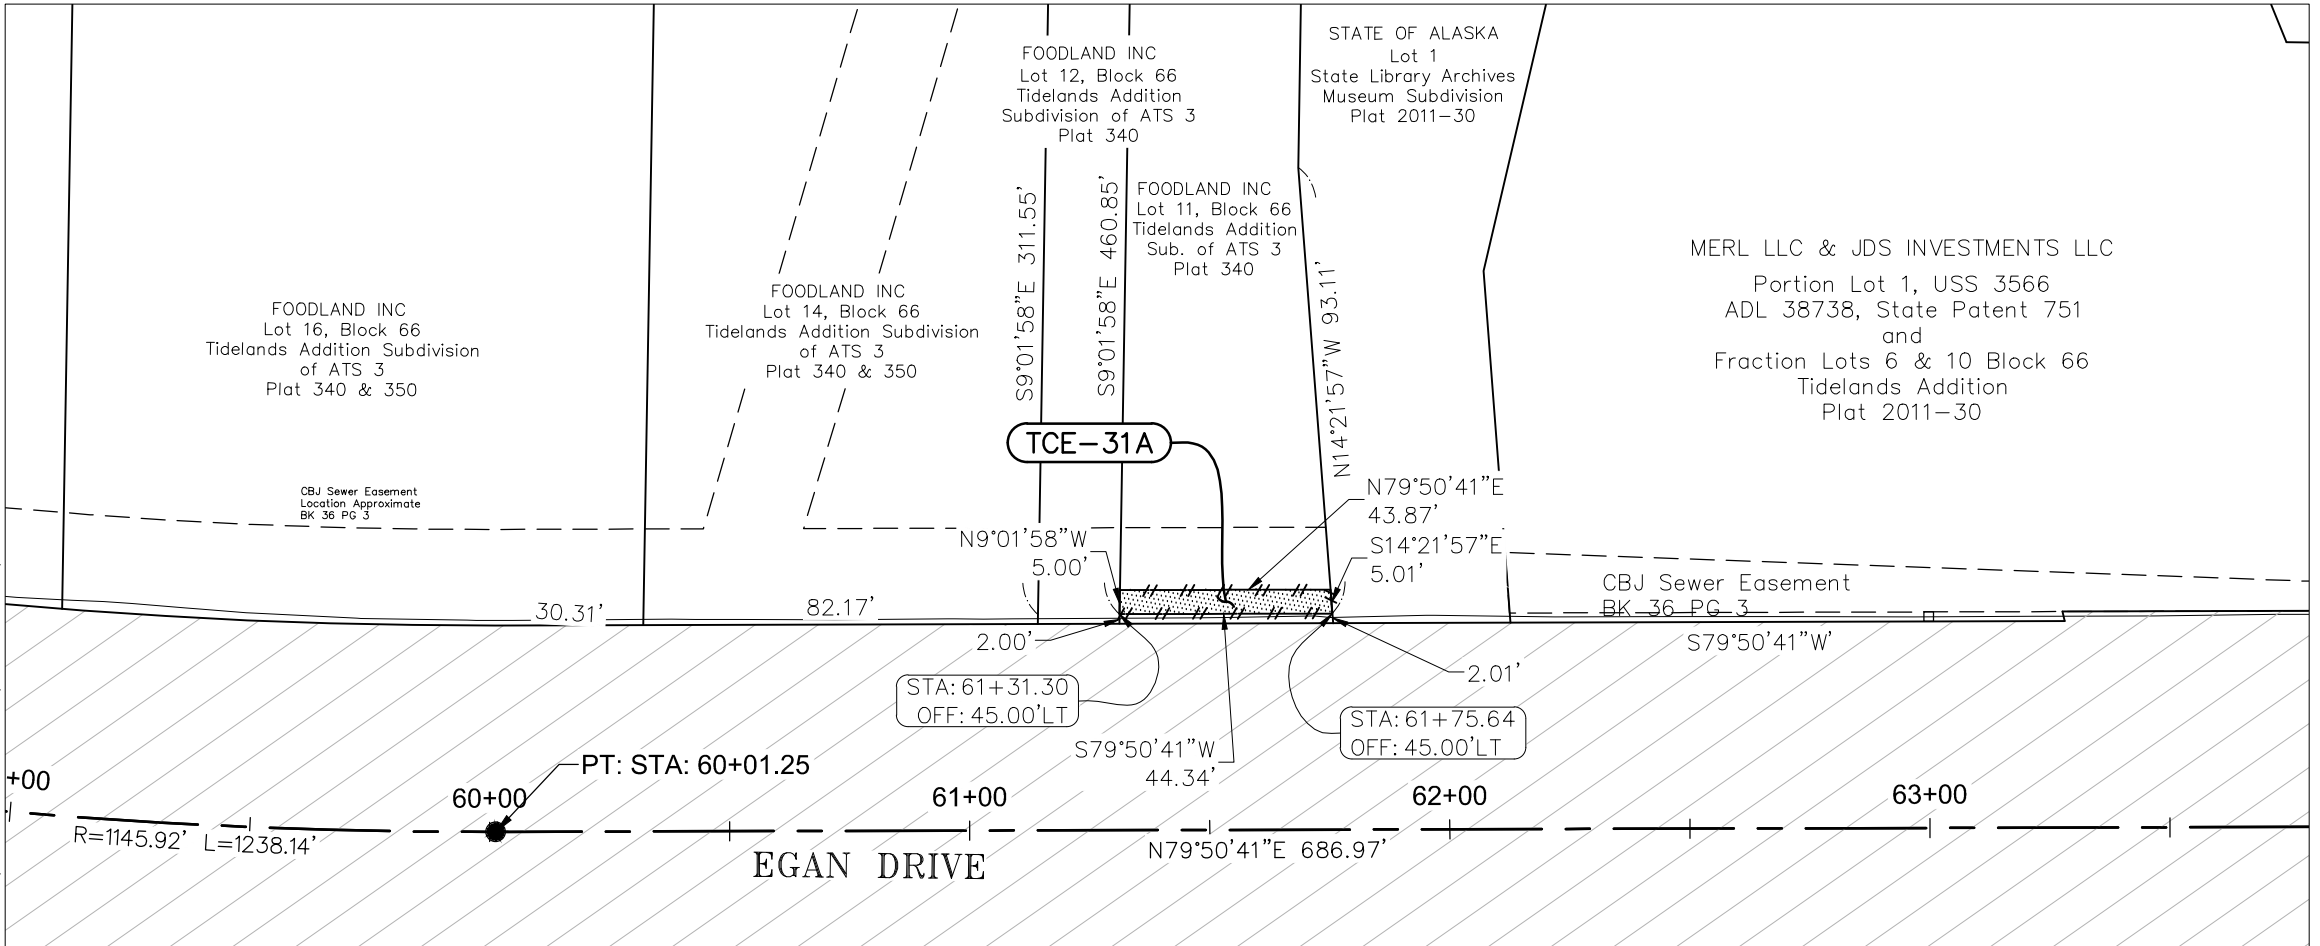 FOODLAND INC
Lot 12, Block 66
Tidelands Addition
Subdivision of ATS 3
Plat 340
STATE OF ALASKA
Lot 1
State Library Archives
Museum Subdivision
Plat 2011-30
FOODLAND INC
Lot 11, Block 66
Tidelands Addition
Sub. of ATS 3
Plat 340
S9°01'58"E 311.55'
S9°01'58"E 460.85'
N14°21'57"W 93.11'
MERL LLC & JDS INVESTMENTS LLC
Portion Lot 1, USS 3566
ADL 38738, State Patent 751
and
Fraction Lots 6 & 10 Block 66
Tidelands Addition
Plat 2011-30
FOODLAND INC
Lot 16, Block 66
Tidelands Addition Subdivision
of ATS 3
Plat 340 & 350
FOODLAND INC
Lot 14, Block 66
Tidelands Addition Subdivision
of ATS 3
Plat 340 & 350
TCE-31A
CBJ Sewer Easement
Location Approximate
BK 36 PG 3
N79°50'41"E
43.87'
N9°01'58"W
5.00'
S14°21'57"E
5.01'
CBJ Sewer Easement
BK 36 PG 3
30.31'
82.17'
2.00'
S79°50'41"W'
2.01'
STA: 61+31.30
OFF: 45.00'LT
STA: 61+75.64
OFF: 45.00'LT
S79°50'41"W
44.34'
PT: STA: 60+01.25
+00
60+00
61+00
62+00
63+00
R=1145.92' L=1238.14'
N79°50'41"E 686.97'
EGAN DRIVE